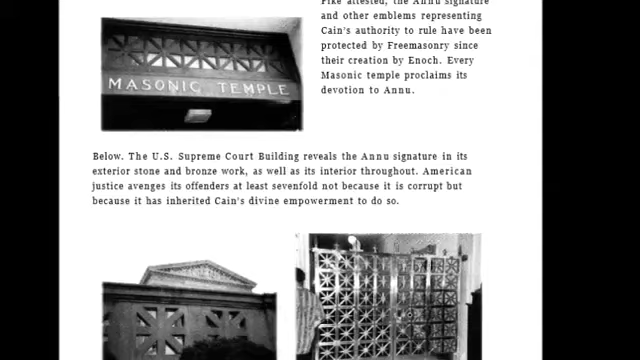 Pike attested, the Annu signature
and other emblems representing
Cain's authority to rule have been
protected by Freemasonry since
their creation by Enoch. Every
Masonic temple proclaims its
devotion to Annu.
MASONIC TEMPLE
Below. The U.S. Supreme Court Building reveals the Annu signature in its
exterior stone and bronze work, as well as its interior throughout. American
justice avenges its offenders at least sevenfold not because it is corrupt but
because it has inherited Cain's divine empowerment to do so.